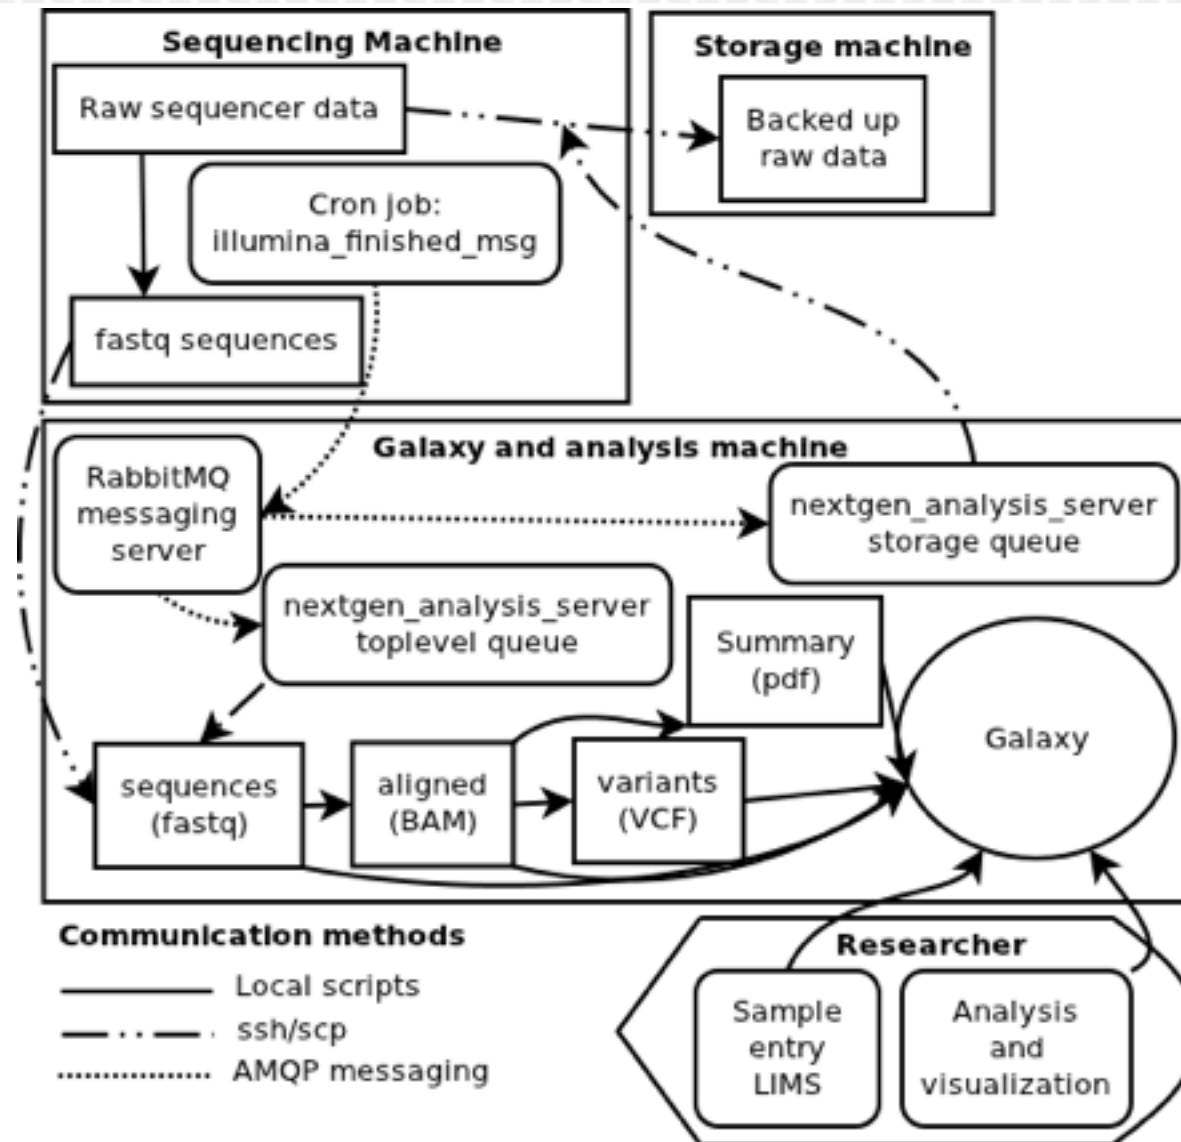 Sequencing Machine
Raw sequencer data
Cron job:
illumina_finished_msg
fastq sequences
Storage machine
Backed up
raw data
Galaxy and analysis machine
RabbitMQ
messaging
server
nextgen_analysis_server
storage queue
nextgen_analysis_server
toplevel queue
Summary
(pdf)
Galaxy
sequences
(fastq)
aligned
(BAM)
variants
(VCF)
Communication methods
Local scripts
ssh/scp
AMQP messaging
Researcher
Sample
entry
LIMS
Analysis
and
visualization